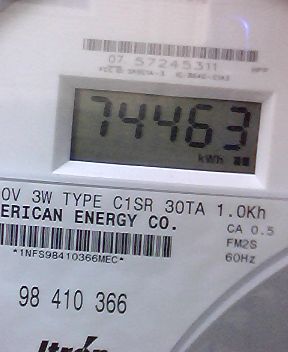 07 57245311
74463
kWh
0V 3W TYPE C1SR 30TA 1.0Kh
ERICAN ENERGY CO.
CA 0.5
FM2S
60Hz
*1NFS98410366MEC*
98 410 366
Itron